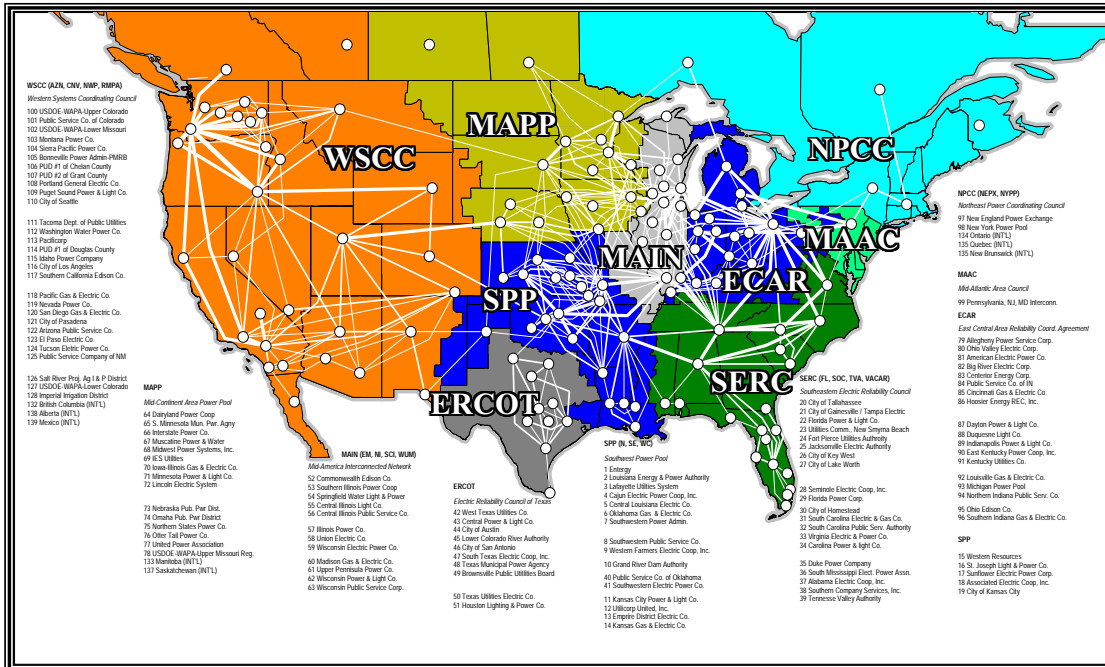 WSCC
MAPP
NPCC
MAIN
MAAC
ECAR
SPP
SERC
ERCOT
WSCC (AZN, CNV, NWP, RMPA)
Western Systems Coordinating Council
100 USDOE-WAPA-Upper Colorado
101 Public Service Co. of Colorado
102 USDOE-WAPA-Lower Missouri
103 Montana Power Co.
104 Sierra Pacific Power Co.
105 Bonneville Power Admin-PMRB
106 PUD #1 of Chelan County
107 PUD #2 of Grant County
108 Portland General Electric Co.
109 Puget Sound Power & Light Co.
110 City of Seattle
111 Tacoma Dept. of Public Utilities
112 Washington Water Power Co.
113 Pacificorp
114 PUD #1 of Douglas County
115 Idaho Power Company
116 City of Los Angeles
117 Southern California Edison Co.
118 Pacific Gas & Electric Co.
119 Nevada Power Co.
120 San Diego Gas & Electric Co.
121 City of Pasadena
122 Arizona Public Service Co.
123 El Paso Electric Co.
124 Tucson Eletric Power Co.
125 Public Service Company of NM
126 Salt River Proj. Ag I & P District
127 USDOE-WAPA-Lower Colorado
128 Imperial Irrigation District
132 British Columbia (INT'L)
138 Alberta (INT'L)
139 Mexico (INT'L)
MAPP
Mid-Continent Area Power Pool
64 Dairyland Power Coop
65 S. Minnesota Mun. Pwr. Agny
66 Interstate Power Co.
67 Muscatine Power & Water
68 Midwest Power Systems, Inc.
69 IES Utilties
70 Iowa-Illinois Gas & Electric Co.
71 Minnesota Power & Light Co.
72 Lincoln Electric System
73 Nebraska Pub. Pwr Dist.
74 Omaha Pub. Pwr District
75 Northern States Power Co.
76 Otter Tail Power Co.
77 United Power Association
78 USDOE-WAPA-Upper Missouri Reg.
133 Manitoba (INT'L)
137 Saskatchewan (INT'L)
MAIN (EM, NI, SCI, WUM)
Mid-America Interconnected Network
52 Commonwealth Edison Co.
53 Southern Illinois Power Coop
54 Springfield Water Light & Power
55 Central Illinois Light Co.
56 Central Illinois Public Service Co.
57 Illinois Power Co.
58 Union Electric Co.
59 Wisconsin Electric Power Co.
60 Madison Gas & Electric Co.
61 Upper Pennisula Power Co.
62 Wisconsin Power & Light Co.
63 Wisconsin Public Service Corp.
ERCOT
Electric Reliability Council of Texas
42 West Texas Utilities Co.
43 Central Power & Light Co.
44 City of Austin
45 Lower Colorado River Authority
46 City of San Antonio
47 South Texas Electric Coop, Inc.
48 Texas Municipal Power Agency
49 Brownsville Public Utitlities Board
50 Texas Utilities Electric Co.
51 Houston Lighting & Power Co.
SPP (N, SE, WC)
Southwest Power Pool
1 Entergy
2 Louisiana Energy & Power Authority
3 Lafayette Utilities System
4 Cajun Electric Power Coop, Inc.
5 Central Louisiana Electric Co.
6 Oklahoma Gas & Electric Co.
7 Southwestern Power Admin.
8 Southwestern Public Service Co.
9 Western Farmers Electric Coop, Inc.
10 Grand River Dam Authority
40 Public Service Co. of Oklahoma
41 Southwestern Electric Power Co.
11 Kansas City Power & Light Co.
12 Utilicorp United, Inc.
13 Emprire District Electric Co.
14 Kansas Gas & Electric Co.
SERC (FL, SOC, TVA, VACAR)
Southeastern Electric Reliability Council
20 City of Tallahassee
21 City of Gainesville / Tampa Electric
22 Florida Power & Light Co.
23 Utilities Comm., New Smyrna Beach
24 Fort Pierce Utilities Authroity
25 Jacksonville Electric Authority
26 City of Key West
27 City of Lake Worth
28 Seminole Electric Coop, Inc.
29 Florida Power Corp.
30 City of Homestead
31 South Carolina Electric & Gas Co.
32 South Carolina Public Serv. Authority
33 Virginia Electric & Power Co.
34 Carolina Power & light Co.
35 Duke Power Company
36 South Mississippi Elect. Power Assn.
37 Alabama Electric Coop, Inc.
38 Southern Company Services, Inc.
39 Tennesse Valley Authority
NPCC (NEPX, NYPP)
Northeast Power Coordinating Council
97 New England Power Exchange
98 New York Power Pool
134 Ontario (INT'L)
135 Quebec (INT'L)
135 New Brunswick (INT'L)
MAAC
Mid-Atlantic Area Council
99 Pennsylvania, NJ, MD Interconn.
ECAR
East Central Area Reliability Coord. Agreement
79 Allegheny Power Service Corp.
80 Ohio Valley Electric Corp.
81 American Electric Power Co.
82 Big River Electric Corp.
83 Centerior Energy Corp.
84 Public Service Co. of IN
85 Cincinnati Gas & Electric Co.
86 Hoosier Energy REC, Inc.
87 Dayton Power & Light Co.
88 Duquesne Light Co.
89 Indianapolis Power & Light Co.
90 East Kentucky Power Coop, Inc.
91 Kentucky Utilities Co.
92 Louisville Gas & Electric Co.
93 Michigan Power Pool
94 Northern Indiana Public Serv. Co.
95 Ohio Edison Co.
96 Southern Indiana Gas & Electric Co.
SPP
15 Western Resources
16 St. Joseph Light & Power Co.
17 Sunflower Electric Power Corp.
18 Associated Electric Coop, Inc.
19 City of Kansas City